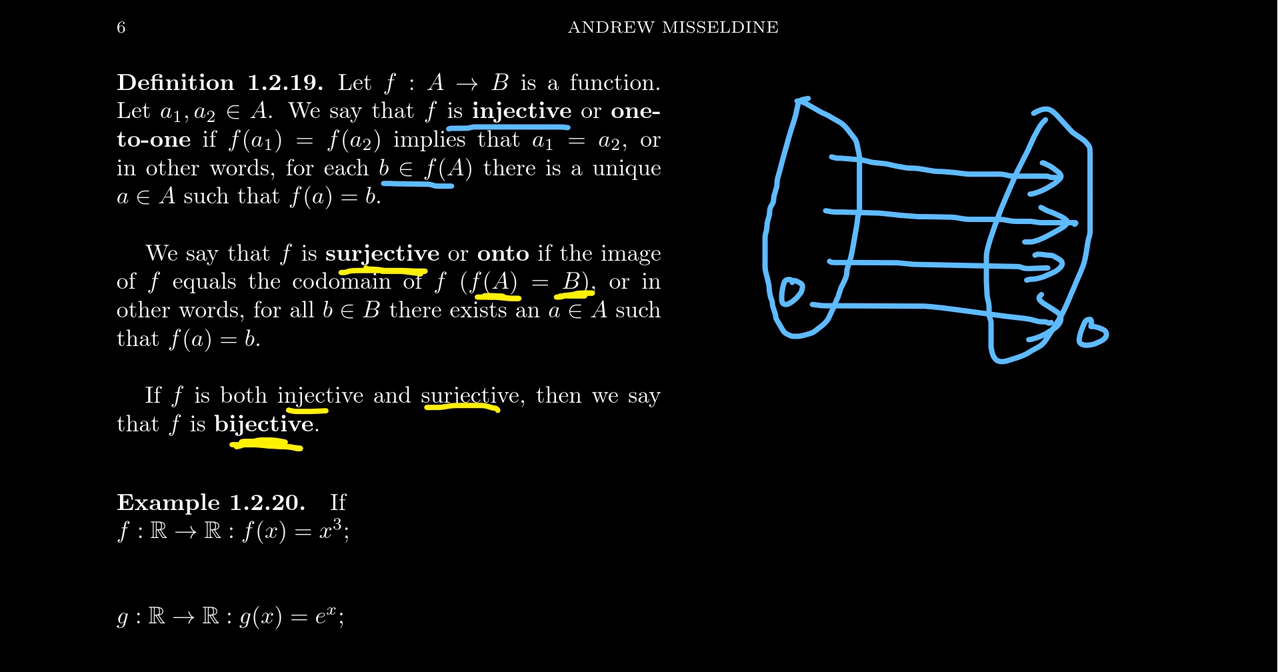 6 ANDREW MISSELDINE
Definition 1.2.19. Let f : A → B is a function.
Let a₁, a₂ ∈ A. We say that f is injective or one-
to-one if f(a₁) = f(a₂) implies that a₁ = a₂, or
in other words, for each b ∈ f(A) there is a unique
a ∈ A such that f(a) = b.
We say that f is surjective or onto if the image
of f equals the codomain of f (f(A) = B), or in
other words, for all b ∈ B there exists an a ∈ A such
that f(a) = b.
If f is both injective and surjective, then we say
that f is bijective.
Example 1.2.20. If
f : ℝ → ℝ : f(x) = x³;
g : ℝ → ℝ : g(x) = eˣ;